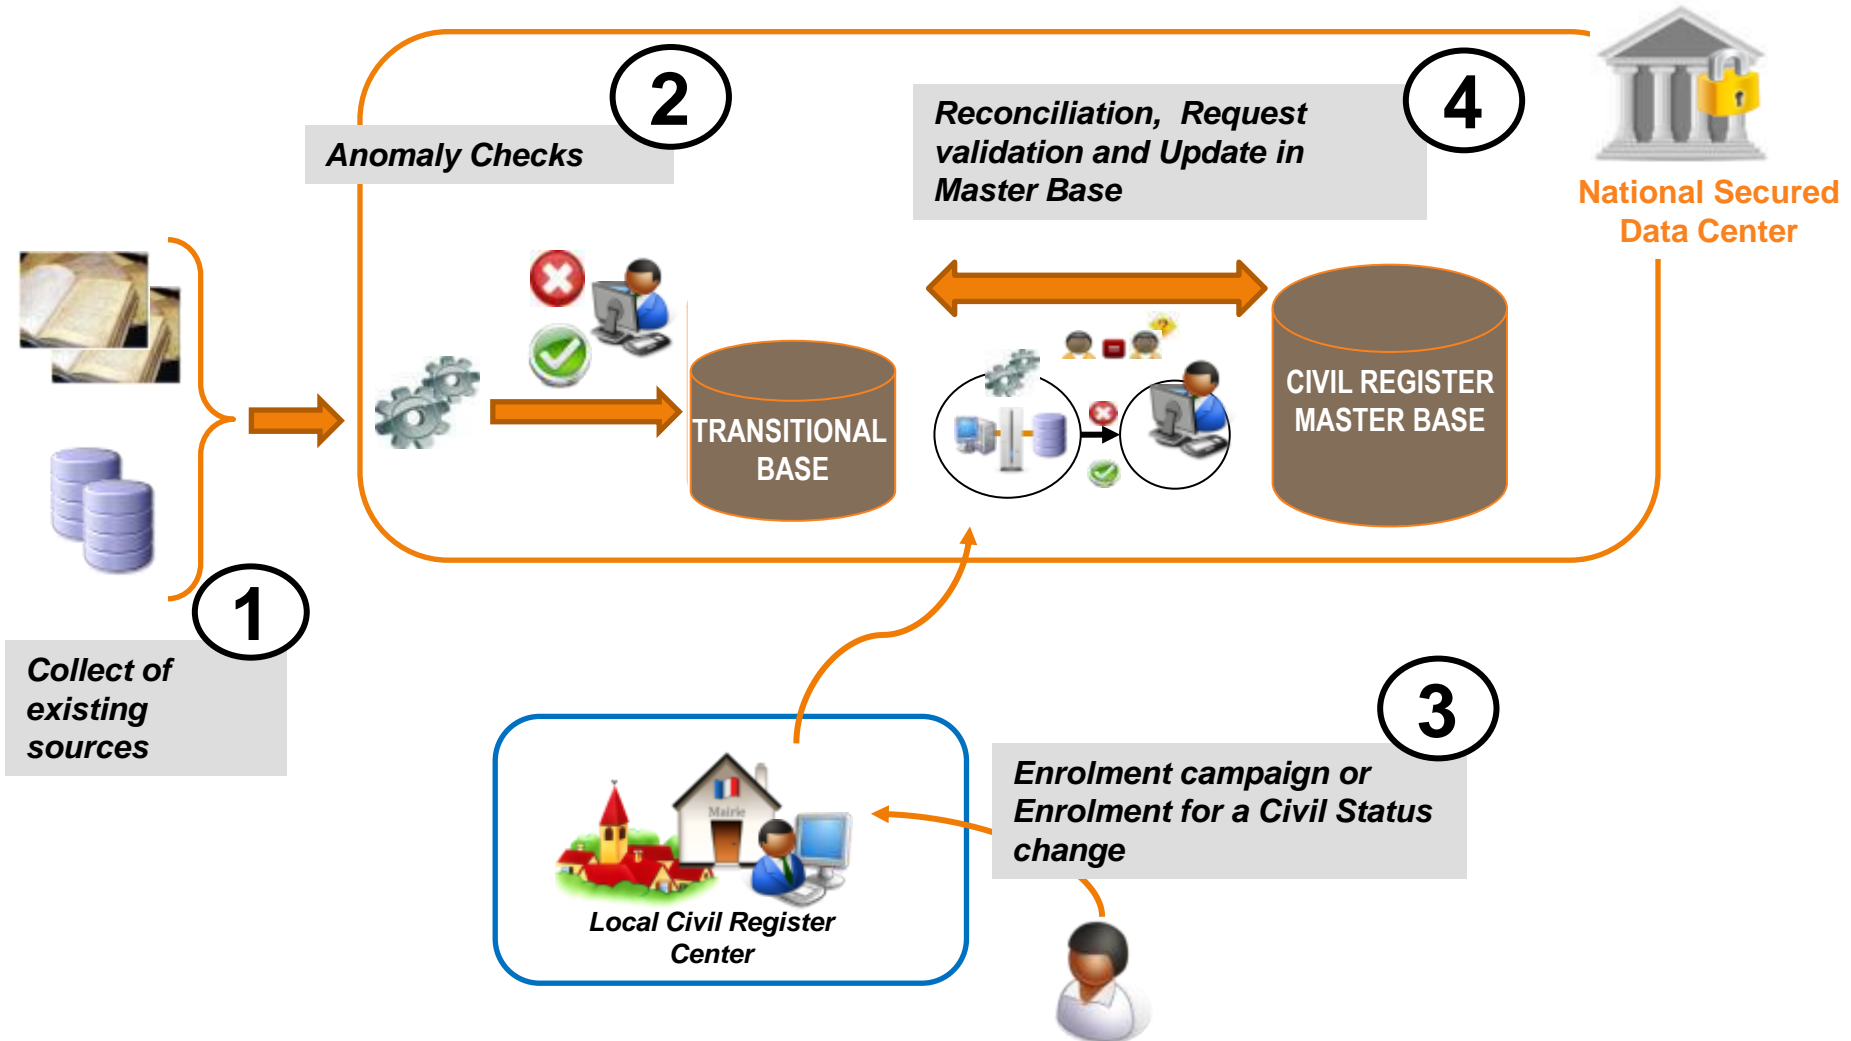 2
Anomaly Checks
4
Reconciliation, Request
validation and Update in
Master Base
National Secured
Data Center
TRANSITIONAL
BASE
CIVIL REGISTER
MASTER BASE
1
Collect of
existing
sources
3
Enrolment campaign or
Enrolment for a Civil Status
change
Mairie
Local Civil Register
Center